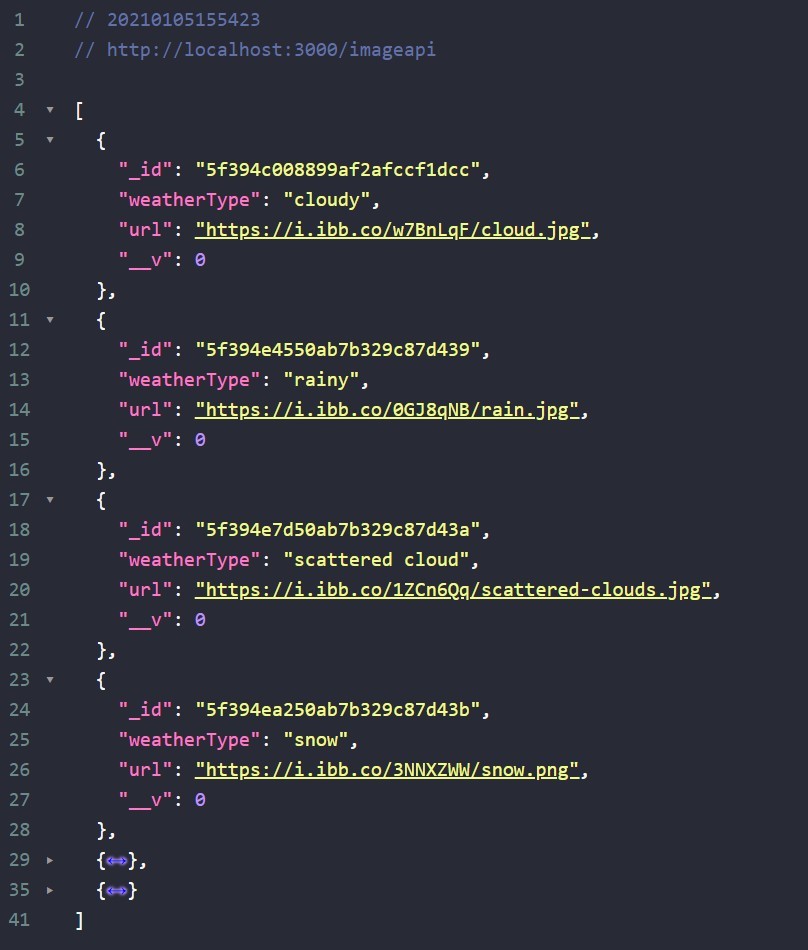 1 // 20210105155423
2 // http://localhost:3000/imageapi
3
4 [
5 {
6 "_id": "5f394c008899af2afccf1dcc",
7 "weatherType": "cloudy",
8 "url": "https://i.ibb.co/w7BnLqF/cloud.jpg",
9 "__v": 0
10 },
11 {
12 "_id": "5f394e4550ab7b329c87d439",
13 "weatherType": "rainy",
14 "url": "https://i.ibb.co/0GJ8qNB/rain.jpg",
15 "__v": 0
16 },
17 {
18 "_id": "5f394e7d50ab7b329c87d43a",
19 "weatherType": "scattered cloud",
20 "url": "https://i.ibb.co/1ZCn6Qq/scattered-clouds.jpg",
21 "__v": 0
22 },
23 {
24 "_id": "5f394ea250ab7b329c87d43b",
25 "weatherType": "snow",
26 "url": "https://i.ibb.co/3NNXZWW/snow.png",
27 "__v": 0
28 },
29 {↔},
35 {↔}
41 ]